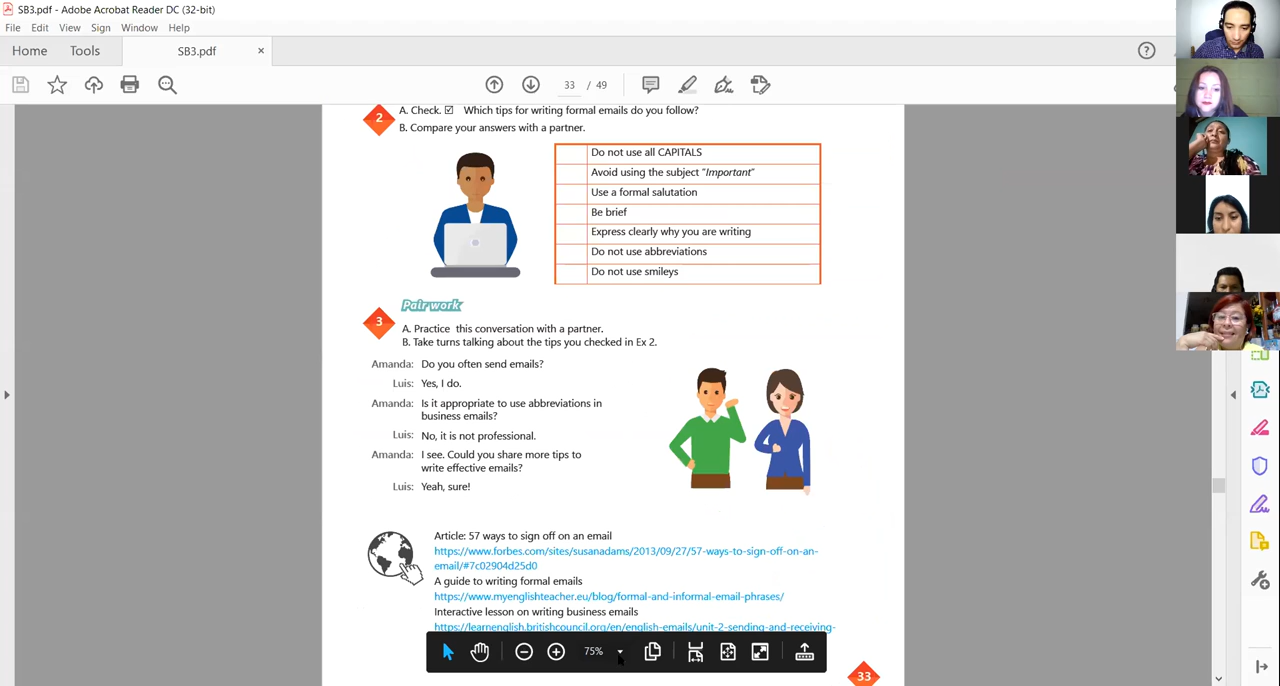 SB3.pdf - Adobe Acrobat Reader DC (32-bit)
File Edit View Sign Window Help
Home Tools SB3.pdf ×
33 / 49
2
A. Check. ☑ Which tips for writing formal emails do you follow?
B. Compare your answers with a partner.
Do not use all CAPITALS
Avoid using the subject "Important"
Use a formal salutation
Be brief
Express clearly why you are writing
Do not use abbreviations
Do not use smileys
Pair work
3
A. Practice this conversation with a partner.
B. Take turns talking about the tips you checked in Ex 2.
Amanda: Do you often send emails?
Luis: Yes, I do.
Amanda: Is it appropriate to use abbreviations in
business emails?
Luis: No, it is not professional.
Amanda: I see. Could you share more tips to
write effective emails?
Luis: Yeah, sure!
Article: 57 ways to sign off on an email
https://www.forbes.com/sites/susanadams/2013/09/27/57-ways-to-sign-off-on-an-
email/#7c02904d25d0
A guide to writing formal emails
https://www.myenglishteacher.eu/blog/formal-and-informal-email-phrases/
Interactive lesson on writing business emails
https://learnenglish.britishcouncil.org/en/english-emails/unit-2-sending-and-receiving-
75%
33